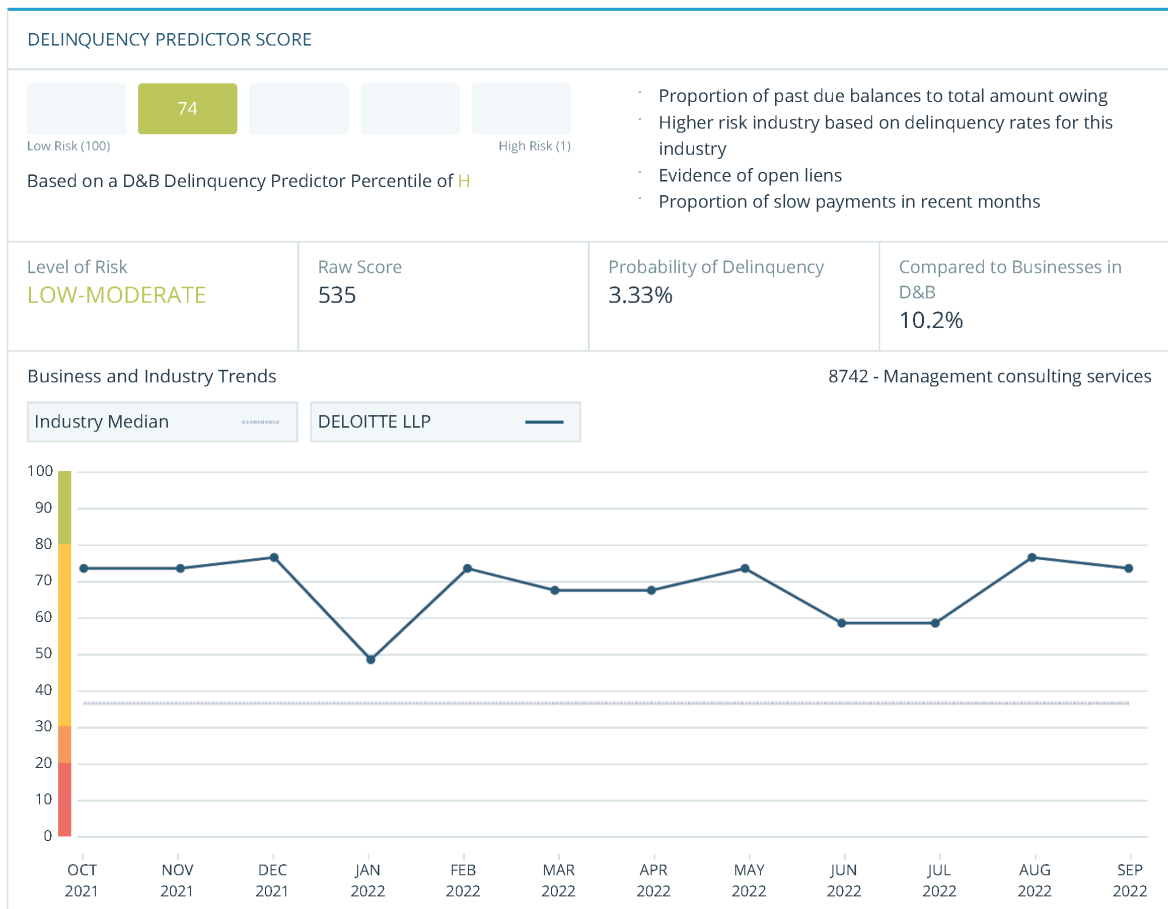 DELINQUENCY PREDICTOR SCORE
74
Low Risk (100)
High Risk (1)
Based on a D&B Delinquency Predictor Percentile of H
Proportion of past due balances to total amount owing
Higher risk industry based on delinquency rates for this
industry
Evidence of open liens
Proportion of slow payments in recent months
Level of Risk
LOW-MODERATE
Raw Score
535
Probability of Delinquency
3.33%
Compared to Businesses in
D&B
10.2%
Business and Industry Trends
8742 - Management consulting services
Industry Median
DELOITTE LLP
100
90
80
70
60
50
40
30
20
10
0
OCT NOV DEC JAN FEB MAR APR MAY JUN JUL AUG SEP
2021 2021 2021 2022 2022 2022 2022 2022 2022 2022 2022 2022